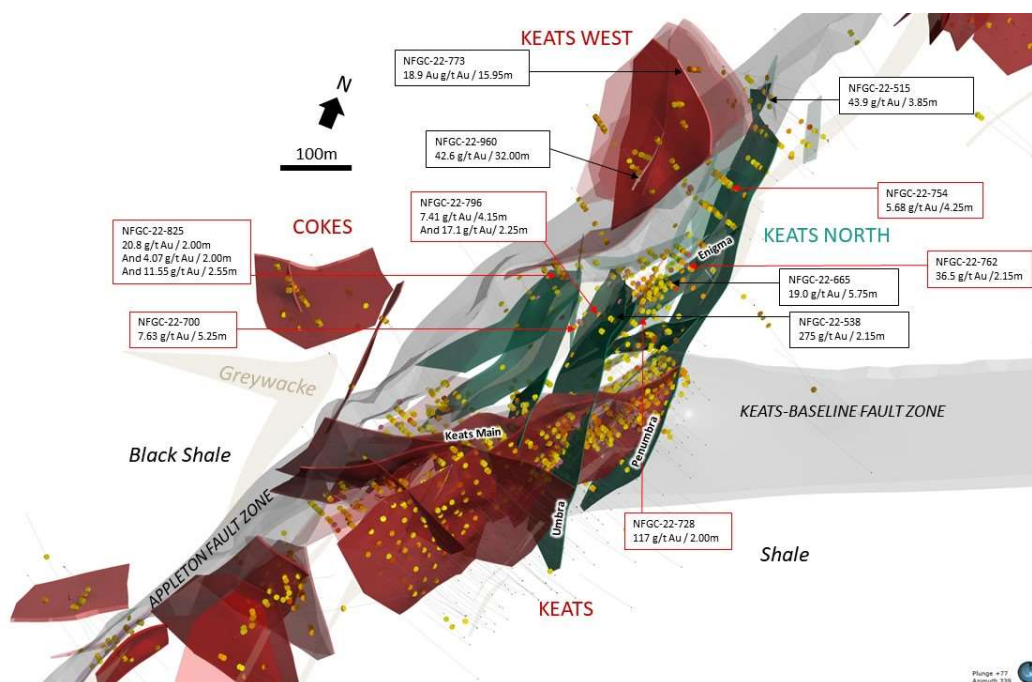 KEATS WEST
NFGC-22-773
18.9 Au g/t Au / 15.95m
N
100m
NFGC-22-515
43.9 g/t Au / 3.85m
NFGC-22-960
42.6 g/t Au / 32.00m
NFGC-22-796
7.41 g/t Au / 4.15m
And 17.1 g/t Au / 2.25m
NFGC-22-754
5.68 g/t Au /4.25m
COKES
NFGC-22-825
20.8 g/t Au / 2.00m
And 4.07 g/t Au / 2.00m
And 11.55 g/t Au / 2.55m
KEATS NORTH
Enigma
NFGC-22-762
36.5 g/t Au /2.15m
NFGC-22-665
19.0 g/t Au / 5.75m
NFGC-22-700
7.63 g/t Au / 5.25m
NFGC-22-538
275 g/t Au / 2.15m
Greywacke
KEATS-BASELINE FAULT ZONE
Keats Main
Black Shale
Penumbra
Umbra
NFGC-22-728
117 g/t Au / 2.00m
Shale
APPLETON FAULT ZONE
KEATS
Plunge +77
Azimuth 339